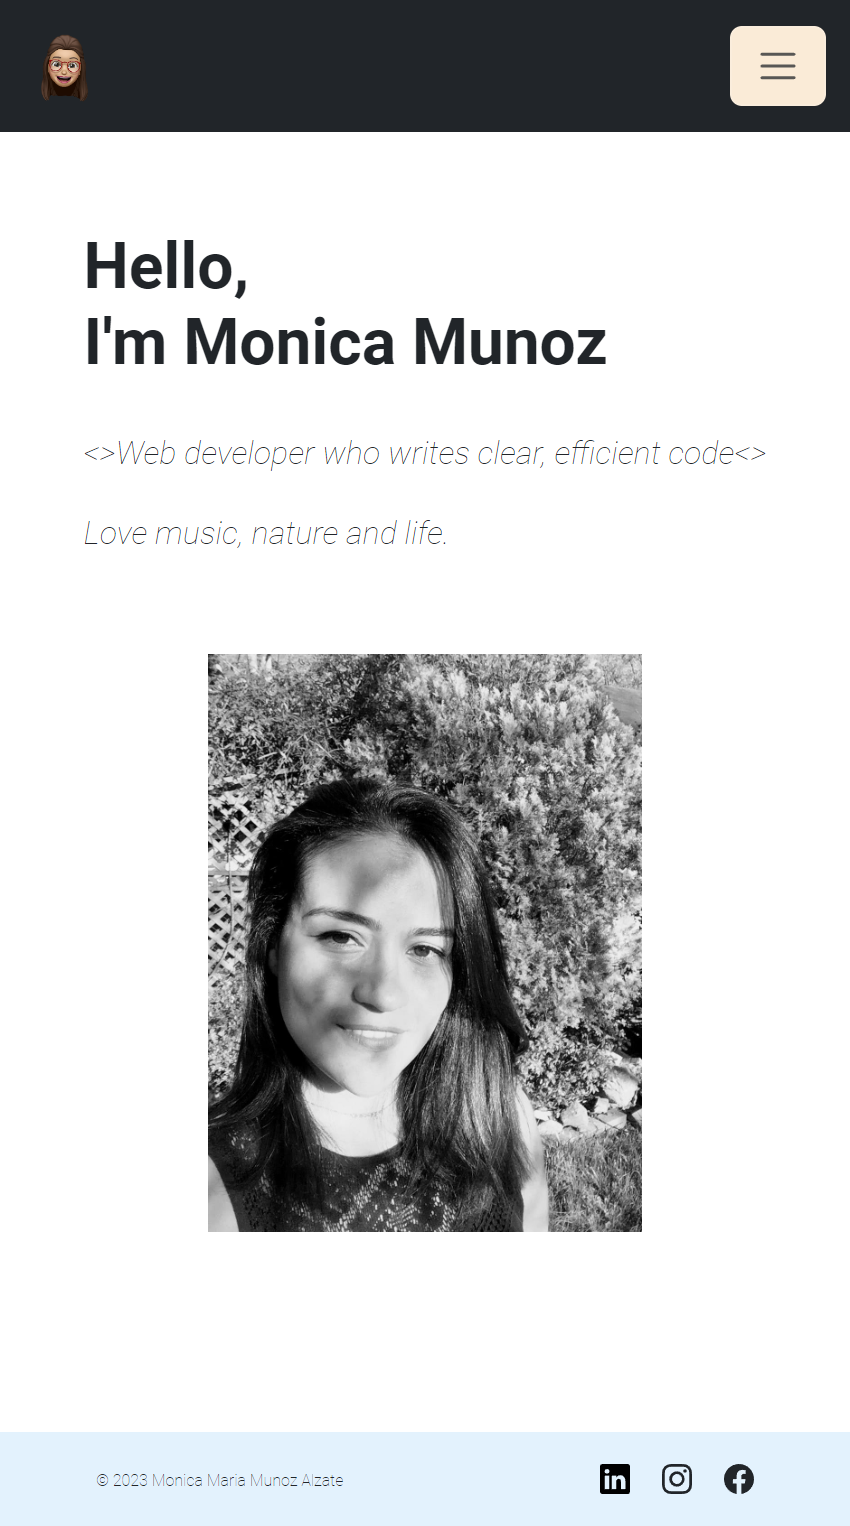 Hello,
I'm Monica Munoz
<>Web developer who writes clear, efficient code<>
Love music, nature and life.
© 2023 Monica Maria Munoz Alzate